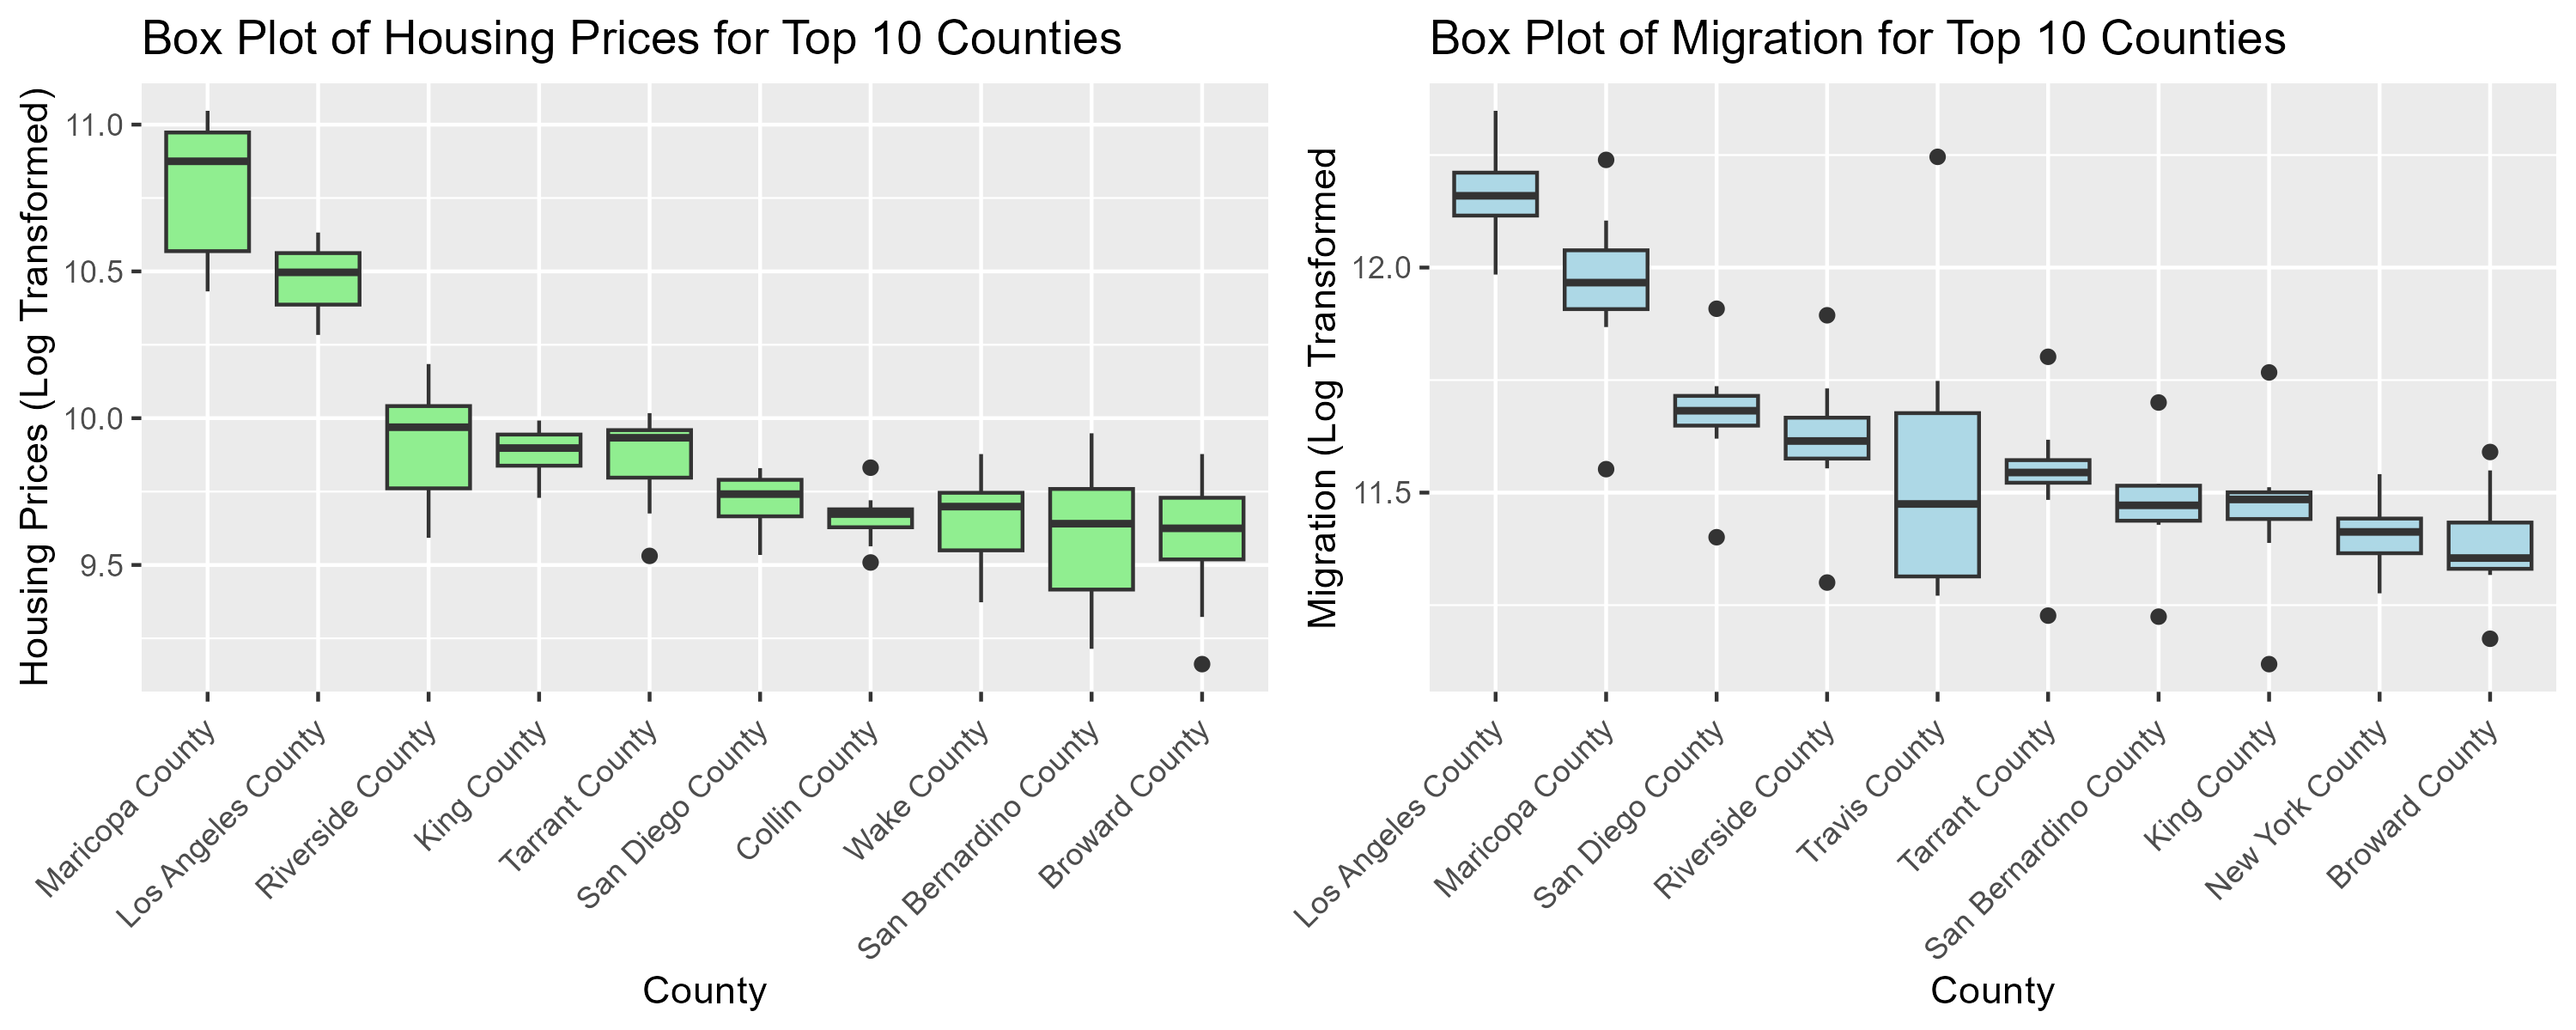 Box Plot of Housing Prices for Top 10 Counties
Housing Prices (Log Transformed)
11.0
10.5
10.0
9.5
Maricopa County
Los Angeles County
Riverside County
King County
Tarrant County
San Diego County
Collin County
Wake County
San Bernardino County
Broward County
County
Box Plot of Migration for Top 10 Counties
Migration (Log Transformed
12.0
11.5
Los Angeles County
Maricopa County
San Diego County
Riverside County
Travis County
Tarrant County
San Bernardino County
King County
New York County
Broward County
County